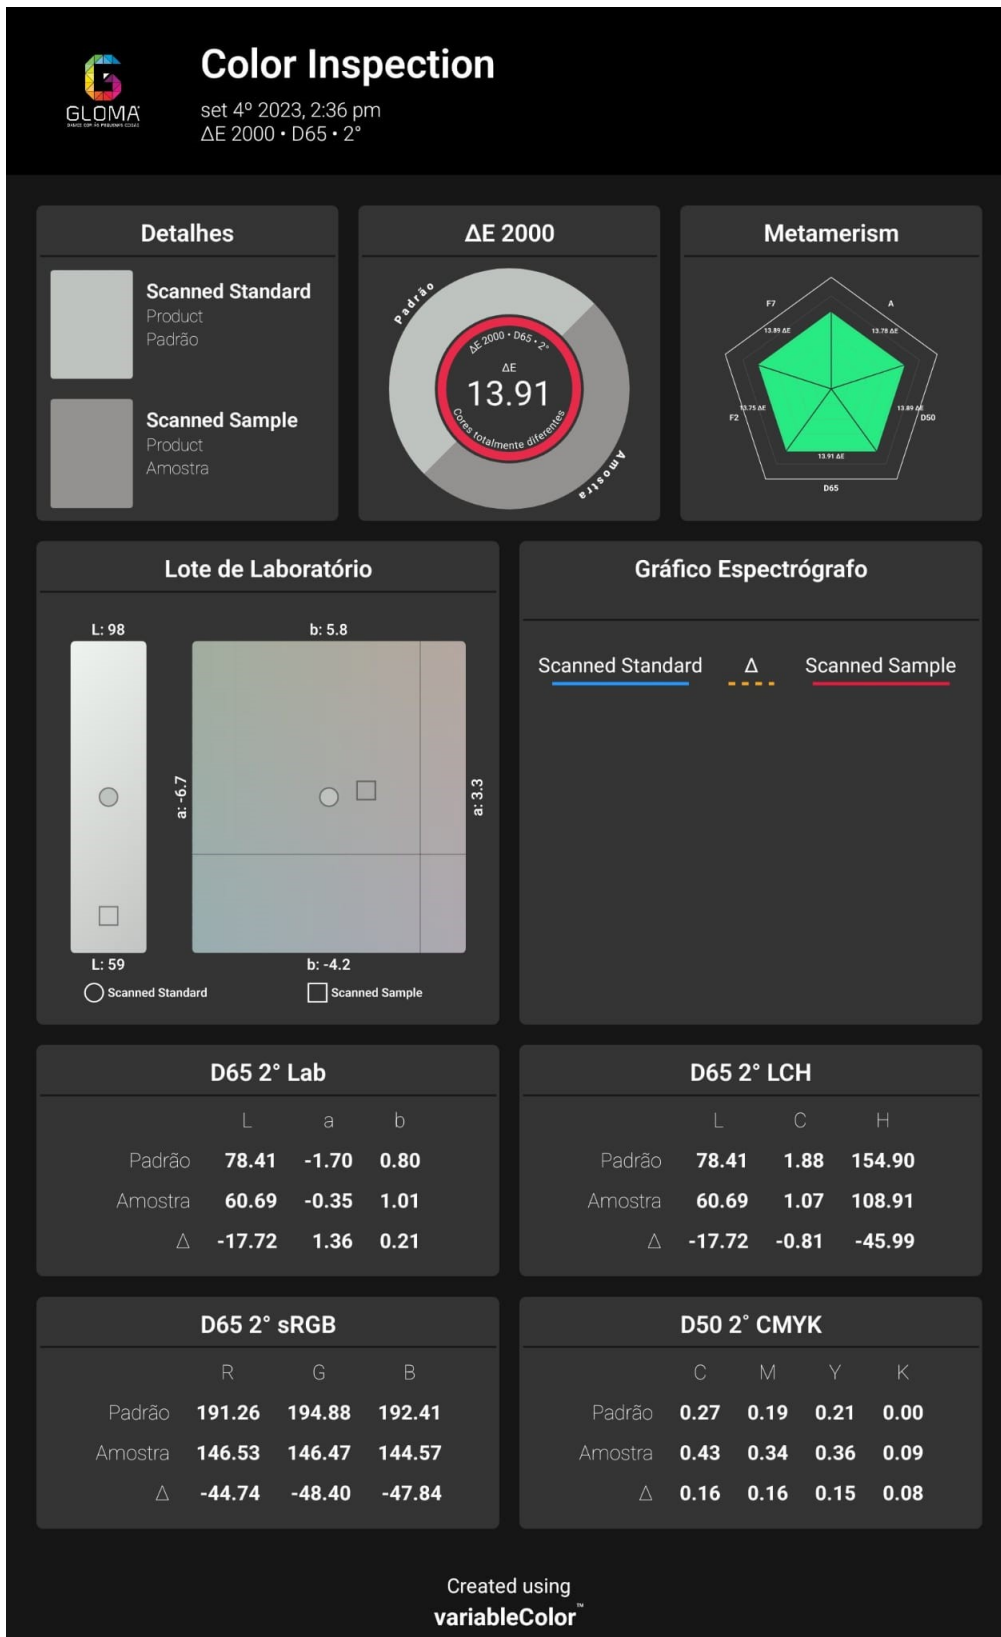 GLOMA
Color Inspection
set 4º 2023, 2:36 pm
ΔE 2000 • D65 • 2°
Detalhes
Scanned Standard
Product
Padrão
Scanned Sample
Product
Amostra
ΔE 2000
Padrão
ΔE 2000 • D65 • 2°
ΔE
13.91
Cores totalmente diferentes
Amostra
Metamerism
F7
A
13.89 ΔE
13.78 ΔE
13.75 ΔE
13.89 ΔE
F2
D50
13.91 ΔE
D65
Lote de Laboratório
L: 98
b: 5.8
a: -6.7
a: 3.3
L: 59
b: -4.2
Scanned Standard
Scanned Sample
Gráfico Espectrógrafo
Scanned Standard Δ Scanned Sample
D65 2° Lab
L a b
Padrão 78.41 -1.70 0.80
Amostra 60.69 -0.35 1.01
Δ -17.72 1.36 0.21
D65 2° LCH
L C H
Padrão 78.41 1.88 154.90
Amostra 60.69 1.07 108.91
Δ -17.72 -0.81 -45.99
D65 2° sRGB
R G B
Padrão 191.26 194.88 192.41
Amostra 146.53 146.47 144.57
Δ -44.74 -48.40 -47.84
D50 2° CMYK
C M Y K
Padrão 0.27 0.19 0.21 0.00
Amostra 0.43 0.34 0.36 0.09
Δ 0.16 0.16 0.15 0.08
Created using
variableColor™